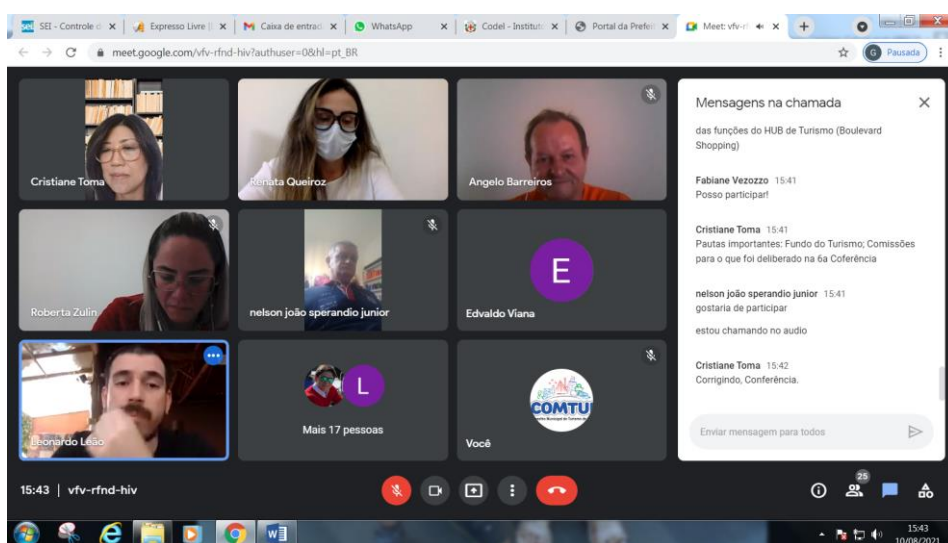 SEI - Controle d
Expresso Livre [
Caixa de entrad
WhatsApp
Codel - Institut
Portal da Prefei
Meet: vfv-rf
meet.google.com/vfv-rfnd-hiv?authuser=0&hl=pt_BR
G Pausada
Cristiane Toma
Renata Queiroz
Angelo Barreiros
Roberta Zulin
nelson joão sperandio junior
E
Edvaldo Viana
Leonardo Leão
L
Mais 17 pessoas
COMTU
Você
Mensagens na chamada
das funções do HUB de Turismo (Boulevard
Shopping)
Fabiane Vezozzo 15:41
Posso participar!
Cristiane Toma 15:41
Pautas importantes: Fundo do Turismo; Comissões
para o que foi deliberado na 6a Coferência
nelson joão sperandio junior 15:41
gostaria de participar
estou chamando no audio
Cristiane Toma 15:42
Corrigindo, Conferência.
Enviar mensagem para todos
15:43 | vfv-rfnd-hiv
25
15:43
10/08/2021